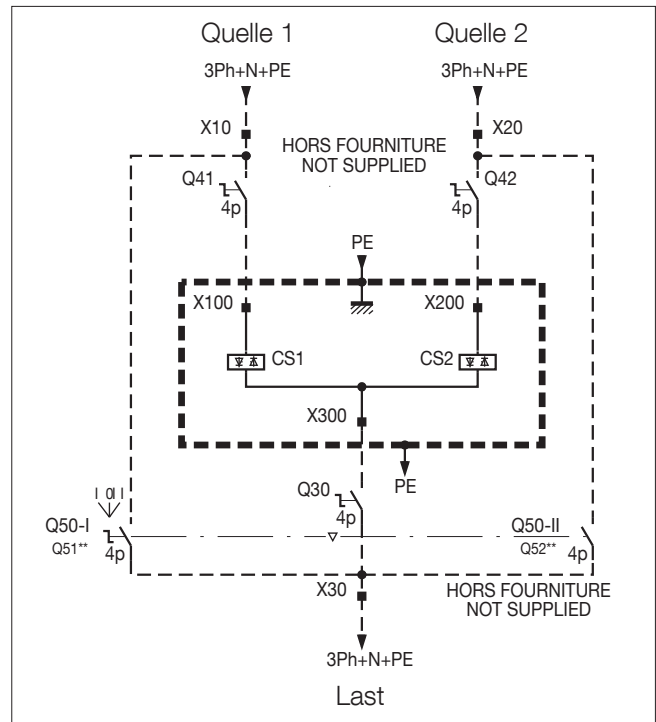 Quelle 1
Quelle 2
3Ph+N+PE
3Ph+N+PE
X10
X20
HORS FOURNITURE
NOT SUPPLIED
Q41
4p
Q42
4p
PE
X100
X200
CS1
CS2
X300
PE
Q30
4p
I 0 II
Q50-I
Q51**
4p
Q50-II
Q52**
4p
X30
HORS FOURNITURE
NOT SUPPLIED
3Ph+N+PE
Last